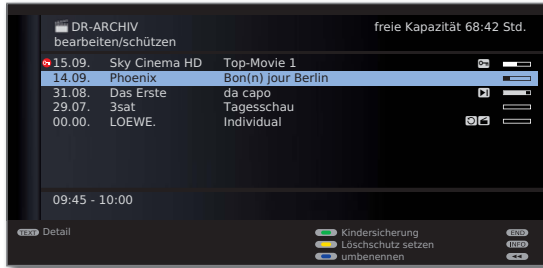 DR-ARCHIV freie Kapazität 68:42 Std.
bearbeiten/schützen
15.09. Sky Cinema HD Top-Movie 1
14.09. Phoenix Bon(n) jour Berlin
31.08. Das Erste da capo
29.07. 3sat Tagesschau
00.00. LOEWE. Individual
09:45 - 10:00
TEXT Detail Kindersicherung END
Löschschutz setzen INFO
umbenennen